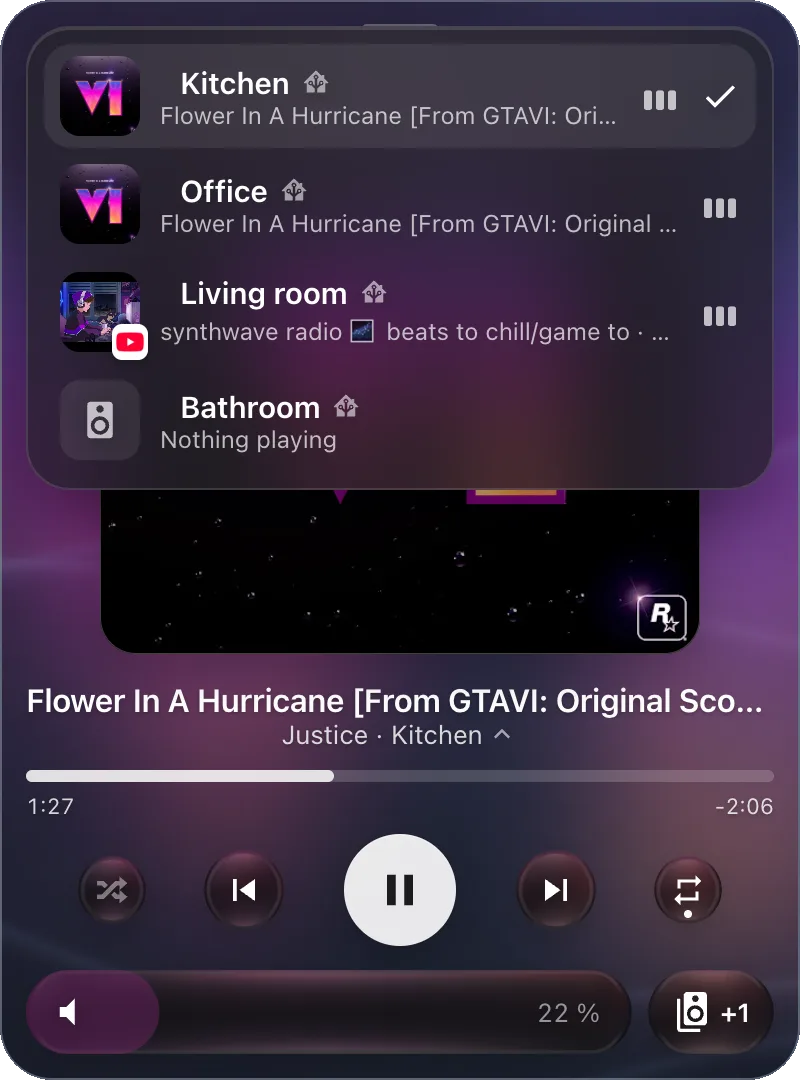 VI
Kitchen
Flower In A Hurricane [From GTAVI: Ori...
VI
Office
Flower In A Hurricane [From GTAVI: Original ...
Living room
synthwave radio 🌌 beats to chill/game to · ...
Bathroom
Nothing playing
R
Flower In A Hurricane [From GTAVI: Original Sco...
Justice · Kitchen
1:27
-2:06
22 %
+1